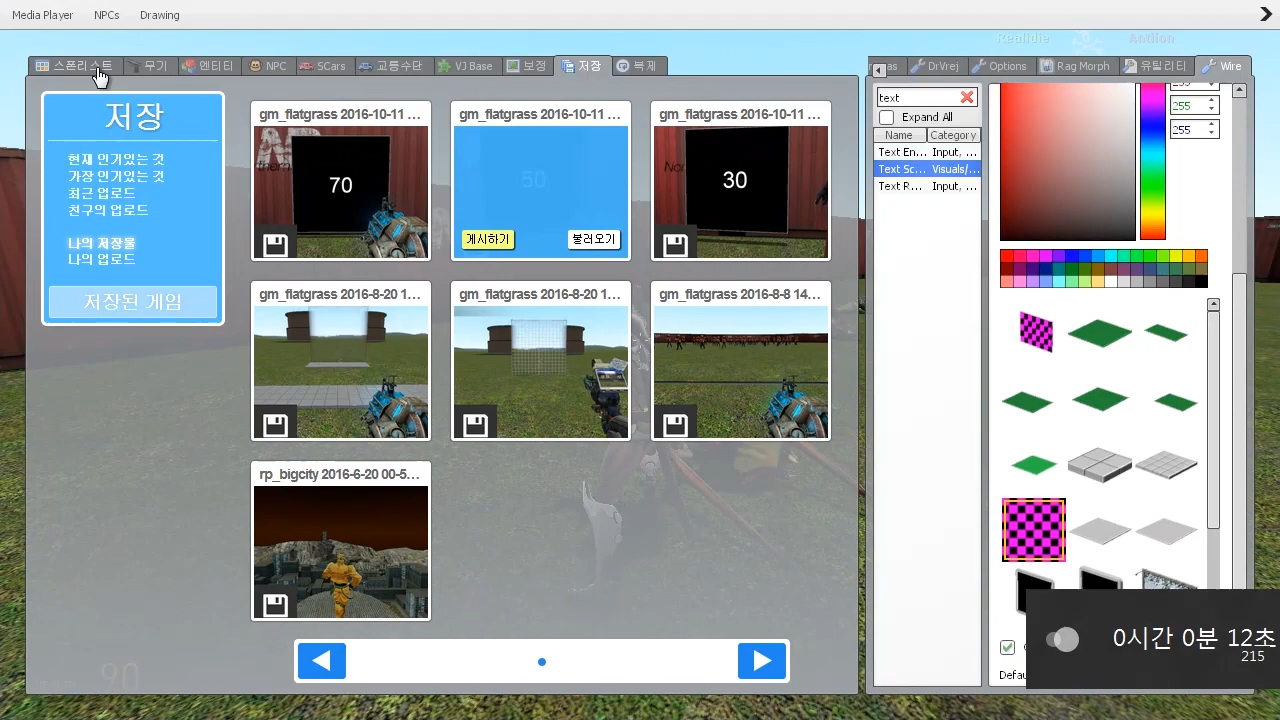 Media Player NPCs Drawing
Realidie Antlion
스폰리스트 무기 엔티티 NPC SCars 교통수단 VJ Base 보정 저장 복제
DrVrej Options Rag Morph 유틸리티 Wire
저장
현재 인기있는 것
가장 인기있는 것
최근 업로드
친구의 업로드
나의 저장물
나의 업로드
저장된 게임
gm_flatgrass 2016-10-11 ...
70
gm_flatgrass 2016-10-11 ...
50
게시하기 불러오기
gm_flatgrass 2016-10-11 ...
30
gm_flatgrass 2016-8-20 1...
gm_flatgrass 2016-8-20 1...
gm_flatgrass 2016-8-8 14...
rp_bigcity 2016-6-20 00-5...
90
text
Expand All
Name Category
Text En... Input, ...
Text Sc... Visuals/...
Text R... Input, ...
255
255
0시간 0분 12초
215